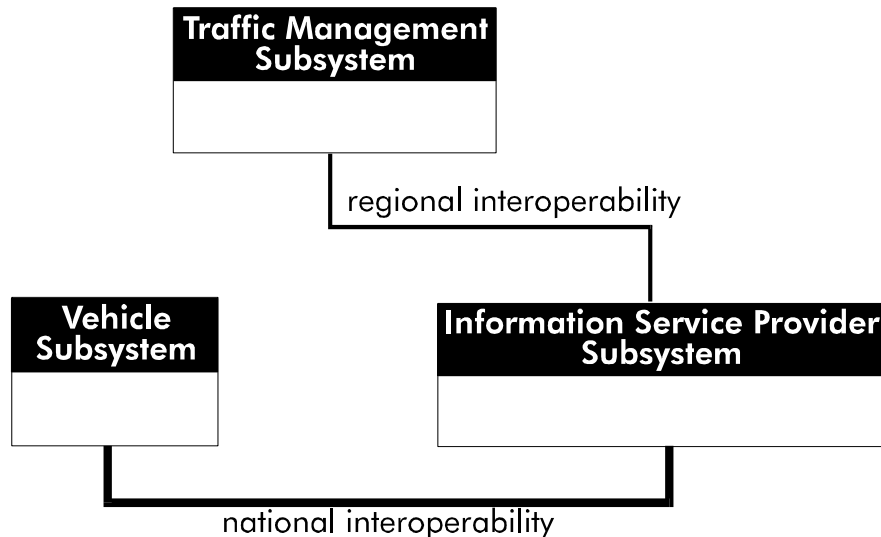 Traffic Management
Subsystem
regional interoperability
Vehicle
Subsystem
Information Service Provider
Subsystem
national interoperability